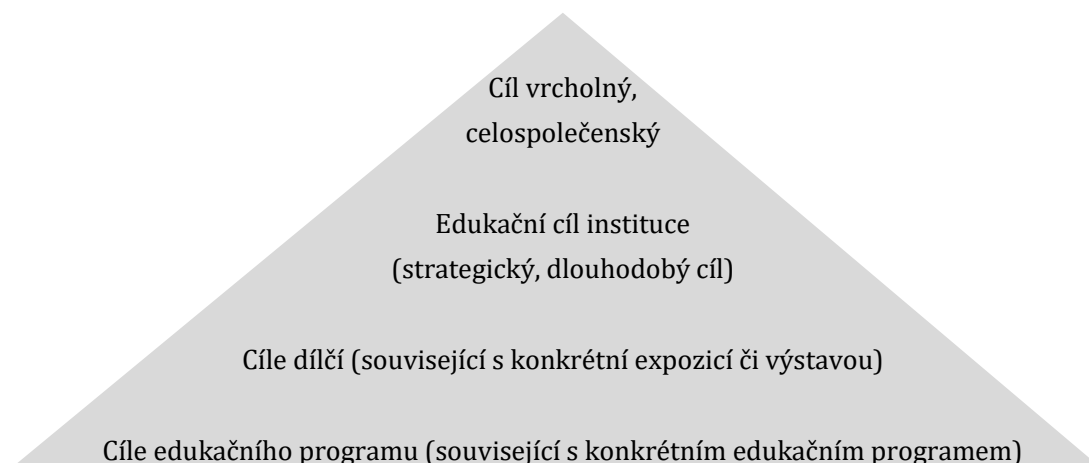 Cíl vrcholný,
celospolečenský
Edukační cíl instituce
(strategický, dlouhodobý cíl)
Cíle dílčí (související s konkrétní expozicí či výstavou)
Cíle edukačního programu (související s konkrétním edukačním programem)